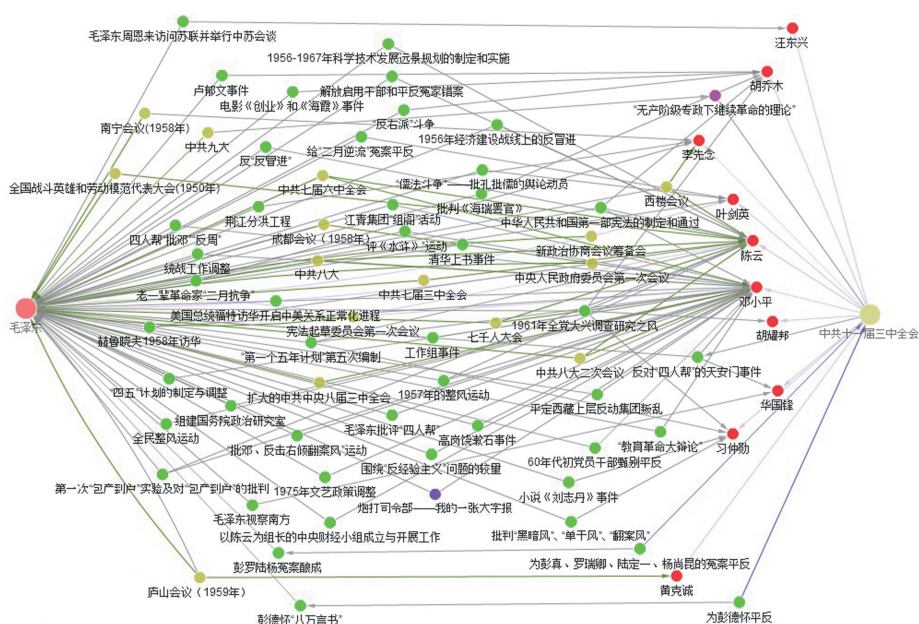 毛泽东周恩来访问苏联并举行中苏会谈
汪东兴
1956-1967年科学技术发展远景规划的制定和实施
卢郁文事件
解放启用干部和平反冤家错案
胡乔木
电影《创业》和《海霞》事件
“无产阶级专政下继续革命的理论”
“反右派”斗争
南宁会议(1958年)
1956年经济建设战线上的反冒进
中共九大
反“反冒进”
给“二月逆流”冤案平反
李先念
全国战斗英雄和劳动模范代表大会(1950年)
中共七届六中全会
“儒法斗争”——批孔批儒的舆论动员
西楼会议
批判《海瑞罢官》
叶剑英
荆江分洪工程
江青集团“组阁”活动
中华人民共和国第一部宪法的制定和通过
四人帮“批邓”“反周”
成都会议（1958年）
评《水浒》”运动
新政治协商会议筹备会
陈云
清华上书事件
统战工作调整
中共八大
中央人民政府委员会第一次会议
老一辈革命家“二月抗争”
中共七届三中全会
邓小平
美国总统福特访华开启中美关系正常化进程
毛泽东
宪法起草委员会第一次会议
1961年全党大兴调查研究之风
中共十一届三中全会
赫鲁晓夫1958年访华
七千人大会
胡耀邦
工作组事件
“第一个五年计划”第五次编制
中共八大二次会议
反对“四人帮”的天安门事件
四五”计划的制定与调整
扩大的中共中央八届三中全会
1957年的整风运动
华国锋
平定西藏上层反动集团叛乱
组建国务院政治研究室
毛泽东批评“四人帮”
全民整风运动
高岗饶漱石事件
“教育革命大辩论”
习仲勋
“批邓、反击右倾翻案风”运动
围绕“反经验主义”问题的较量
60年代初党员干部甄别平反
第一次“包产到户”实验及对“包产到户”的批判
1975年文艺政策调整
小说《刘志丹》事件
炮打司令部——我的一张大字报
毛泽东视察南方
以陈云为组长的中央财经小组成立与开展工作
批判“黑暗风”、“单干风”、“翻案风”
彭罗陆杨冤案酿成
为彭真、罗瑞卿、陆定一、杨尚昆的冤案平反
庐山会议（1959年）
黄克诚
彭德怀“八万言书”
为彭德怀平反